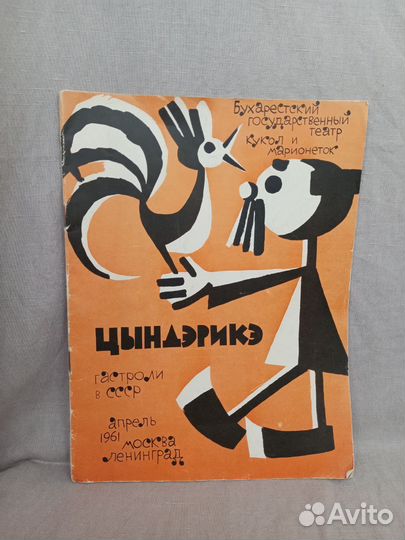 Бухарестский
государственный
театр
кукол и
марионеток
ЦЫНДЭРИКЭ
гастроли
в СССР
апрель
1961 москва
ленинград
Avito